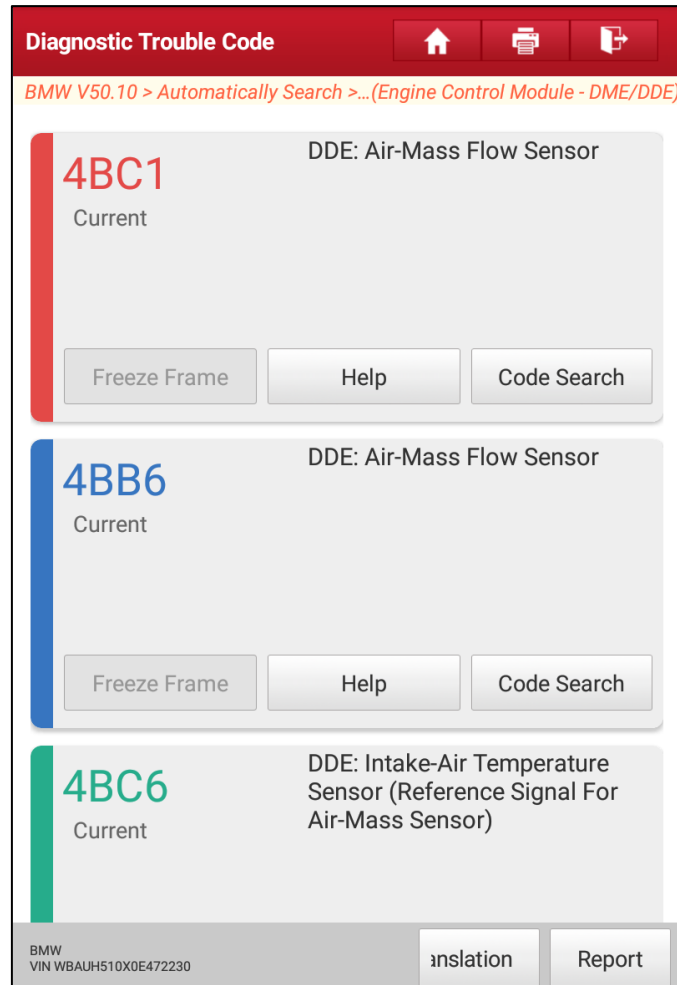 Diagnostic Trouble Code
BMW V50.10 > Automatically Search >...(Engine Control Module - DME/DDE)
4BC1
DDE: Air-Mass Flow Sensor
Current
Freeze Frame
Help
Code Search
4BB6
DDE: Air-Mass Flow Sensor
Current
Freeze Frame
Help
Code Search
4BC6
DDE: Intake-Air Temperature
Sensor (Reference Signal For
Air-Mass Sensor)
Current
BMW
VIN WBAUH510X0E472230
anslation
Report